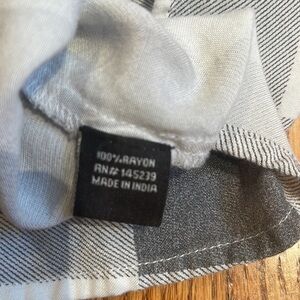 100% RAYON
RN# 145239
MADE IN INDIA